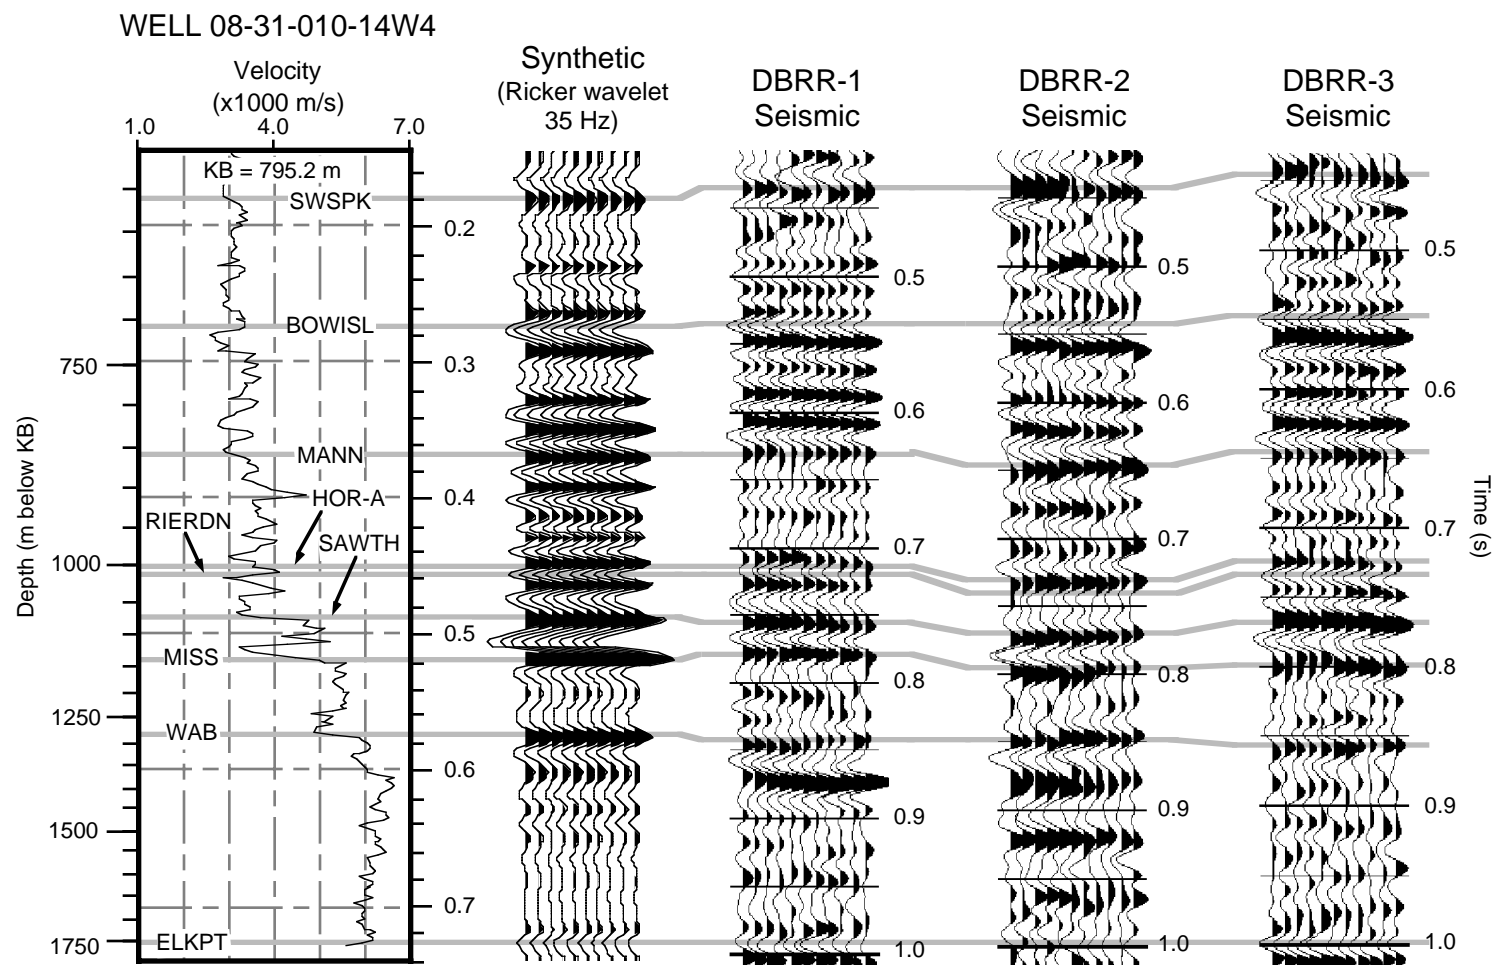 WELL 08-31-010-14W4
Velocity
(x1000 m/s)
1.0 4.0 7.0
Synthetic
(Ricker wavelet
35 Hz)
DBRR-1
Seismic
DBRR-2
Seismic
DBRR-3
Seismic
KB = 795.2 m
SWSPK
BOWISL
MANN
HOR-A
RIERDN
SAWTH
MISS
WAB
ELKPT
Depth (m below KB)
750
1000
1250
1500
1750
0.2
0.3
0.4
0.5
0.6
0.7
0.5
0.6
0.7
0.8
0.9
1.0
0.5
0.6
0.7
0.8
0.9
1.0
0.5
0.6
0.7
0.8
0.9
1.0
Time (s)